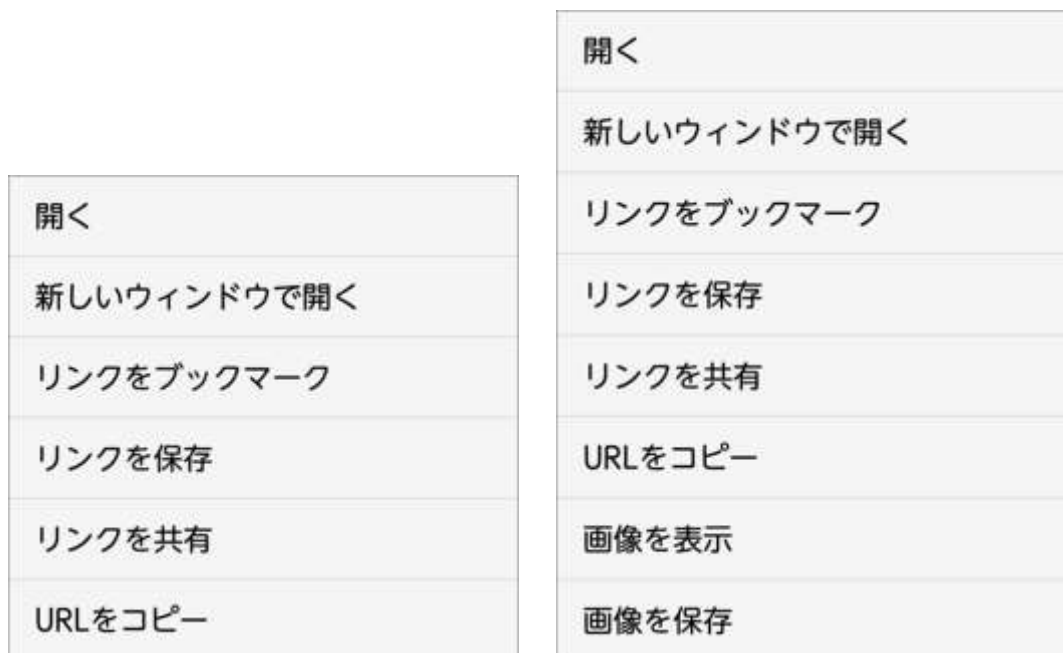 開く
新しいウィンドウで開く
リンクをブックマーク
リンクを保存
リンクを共有
URLをコピー
開く
新しいウィンドウで開く
リンクをブックマーク
リンクを保存
リンクを共有
URLをコピー
画像を表示
画像を保存